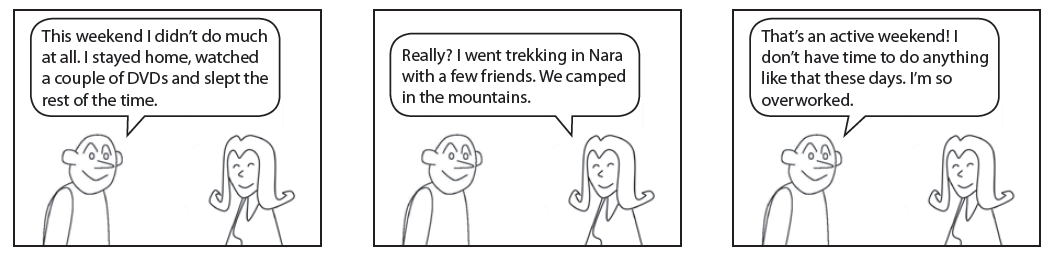 This weekend I didn’t do much
at all. I stayed home, watched
a couple of DVDs and slept the
rest of the time.
Really? I went trekking in Nara
with a few friends. We camped
in the mountains.
That’s an active weekend! I
don’t have time to do anything
like that these days. I’m so
overworked.